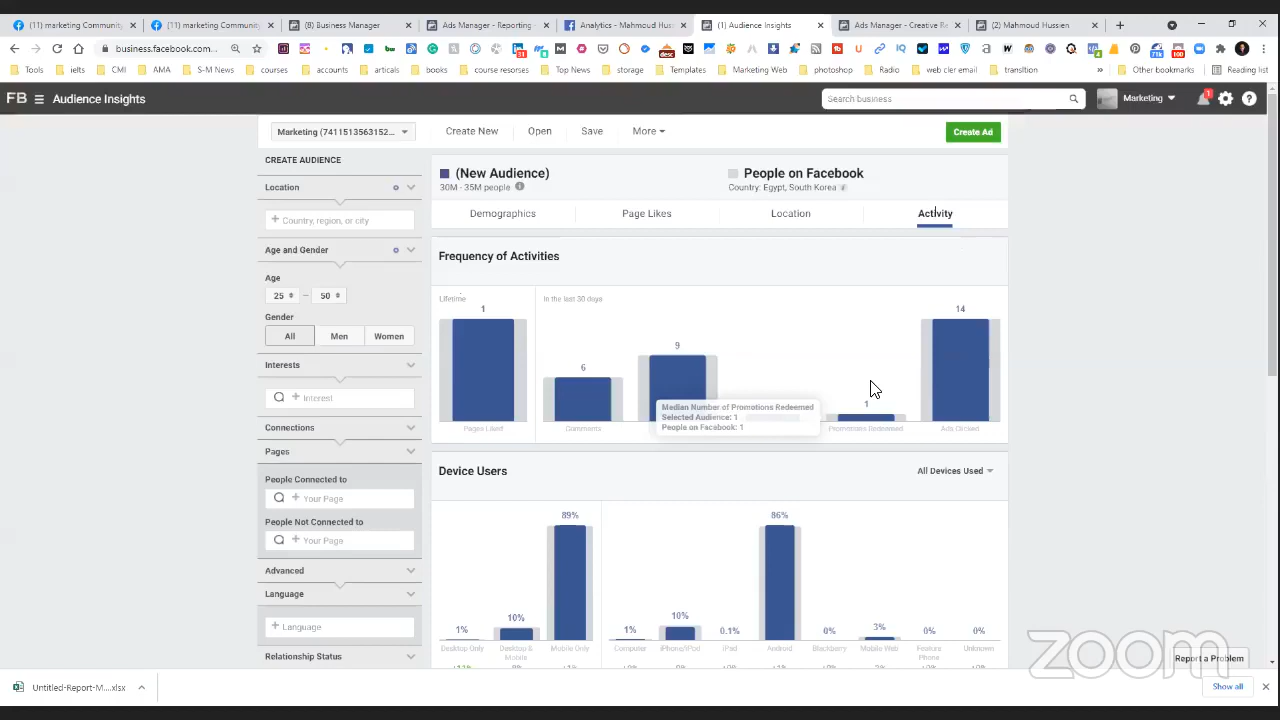 (11) marketing Community
(11) marketing Community
(8) Business Manager
Ads Manager - Reporting -
Analytics - Mahmoud Huss
(1) Audience Insights
Ads Manager - Creative R
(2) Mahmoud Hussien
business.facebook.com...
Tools
ielts
CMI
AMA
S-M News
courses
accounts
articals
books
course resorses
Top News
storage
Templates
Marketing Web
photoshop
Radio
web cler email
transltion
Other bookmarks
Reading list
FB
Audience Insights
Search business
Marketing
1
Marketing (7411513563152...
Create New
Open
Save
More
Create Ad
CREATE AUDIENCE
Location
Country, region, or city
Age and Gender
Age
25 – 50
Gender
All
Men
Women
Interests
Interest
Connections
Pages
People Connected to
Your Page
People Not Connected to
Your Page
Advanced
Language
Language
Relationship Status
(New Audience)
30M - 35M people
People on Facebook
Country: Egypt, South Korea
Demographics
Page Likes
Location
Activity
Frequency of Activities
Lifetime
In the last 30 days
1
6
9
1
14
Median Number of Promotions Redeemed
Selected Audience: 1
People on Facebook: 1
Pages Liked
Comments
Promotions Redeemed
Ads Clicked
Device Users
All Devices Used
1%
10%
89%
1%
10%
0.1%
86%
0%
3%
0%
0%
Desktop Only
Desktop & Mobile
Mobile Only
Computer
iPhone/iPod
iPad
Android
Blackberry
Mobile Web
Feature Phone
Unknown
zoom
Report a Problem
Untitled-Report-M....xlsx
Show all